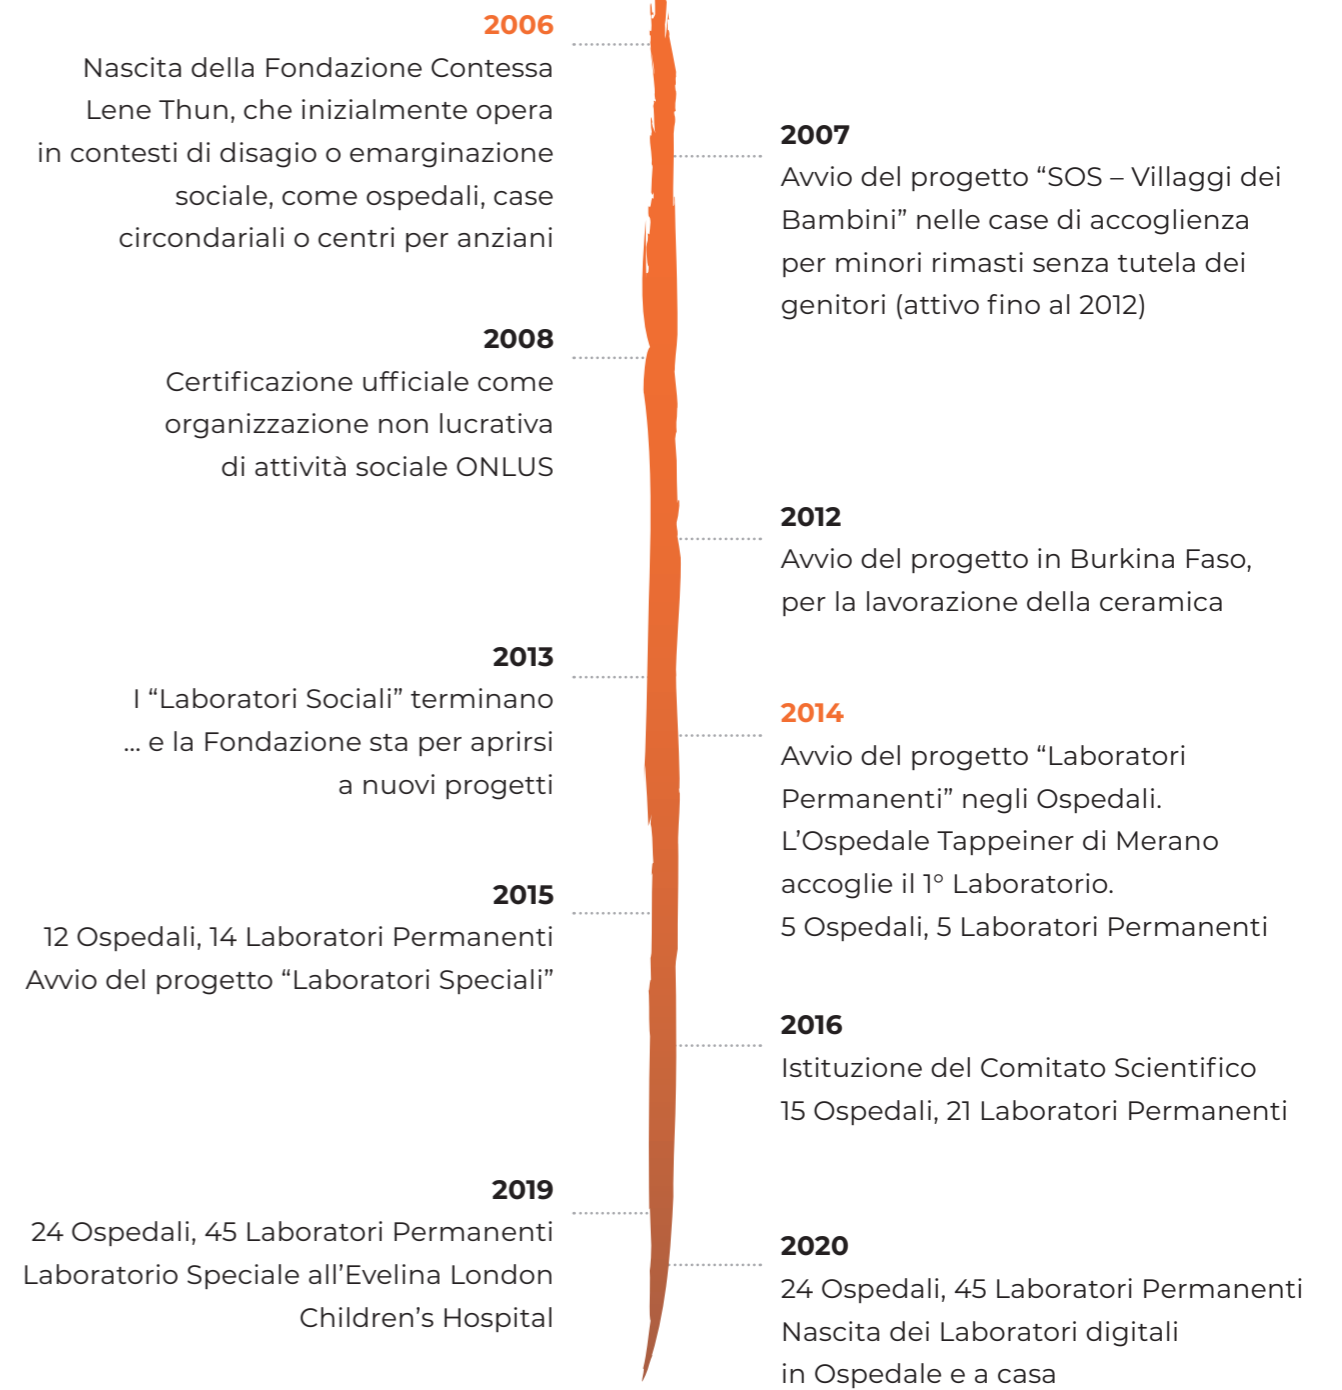 2006
Nascita della Fondazione Contessa
Lene Thun, che inizialmente opera
in contesti di disagio o emarginazione
sociale, come ospedali, case
circondariali o centri per anziani
2007
Avvio del progetto “SOS – Villaggi dei
Bambini” nelle case di accoglienza
per minori rimasti senza tutela dei
genitori (attivo fino al 2012)
2008
Certificazione ufficiale come
organizzazione non lucrativa
di attività sociale ONLUS
2012
Avvio del progetto in Burkina Faso,
per la lavorazione della ceramica
2013
I “Laboratori Sociali” terminano
... e la Fondazione sta per aprirsi
a nuovi progetti
2014
Avvio del progetto “Laboratori
Permanenti” negli Ospedali.
L’Ospedale Tappeiner di Merano
accoglie il 1° Laboratorio.
5 Ospedali, 5 Laboratori Permanenti
2015
12 Ospedali, 14 Laboratori Permanenti
Avvio del progetto “Laboratori Speciali”
2016
Istituzione del Comitato Scientifico
15 Ospedali, 21 Laboratori Permanenti
2019
24 Ospedali, 45 Laboratori Permanenti
Laboratorio Speciale all’Evelina London
Children’s Hospital
2020
24 Ospedali, 45 Laboratori Permanenti
Nascita dei Laboratori digitali
in Ospedale e a casa